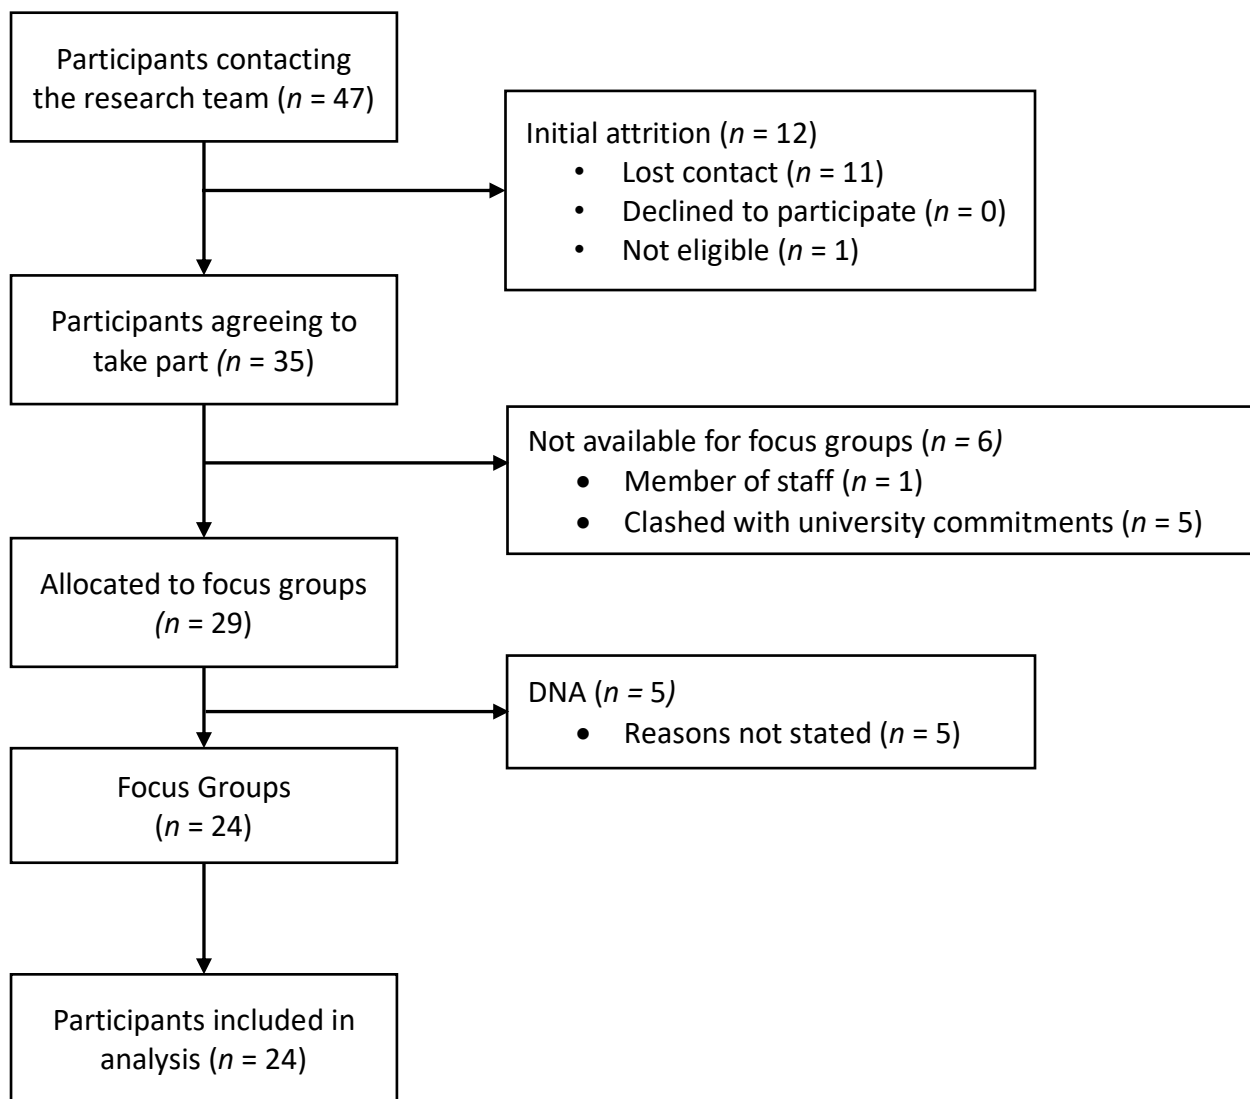 Participants contacting
the research team (n = 47)
Initial attrition (n = 12)
• Lost contact (n = 11)
• Declined to participate (n = 0)
• Not eligible (n = 1)
Participants agreeing to
take part (n = 35)
Not available for focus groups (n = 6)
• Member of staff (n = 1)
• Clashed with university commitments (n = 5)
Allocated to focus groups
(n = 29)
DNA (n = 5)
• Reasons not stated (n = 5)
Focus Groups
(n = 24)
Participants included in
analysis (n = 24)